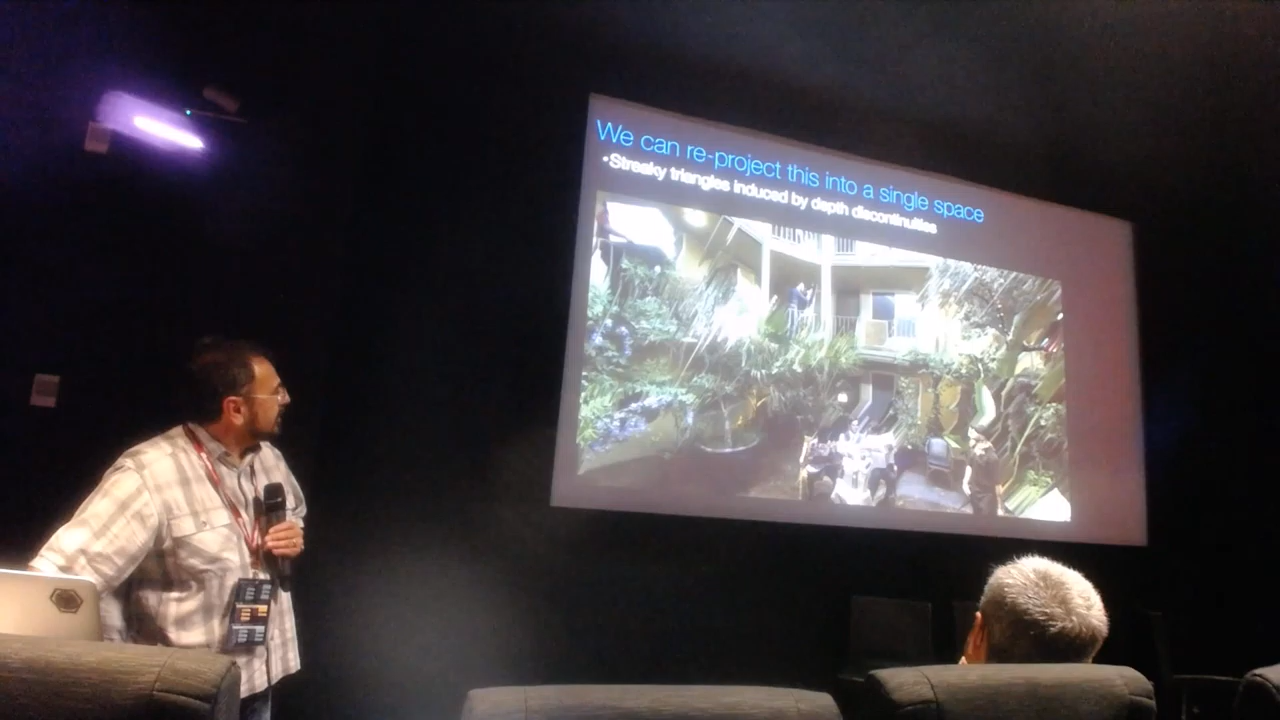 We can re-project this into a single space
•Streaky triangles induced by depth discontinuities